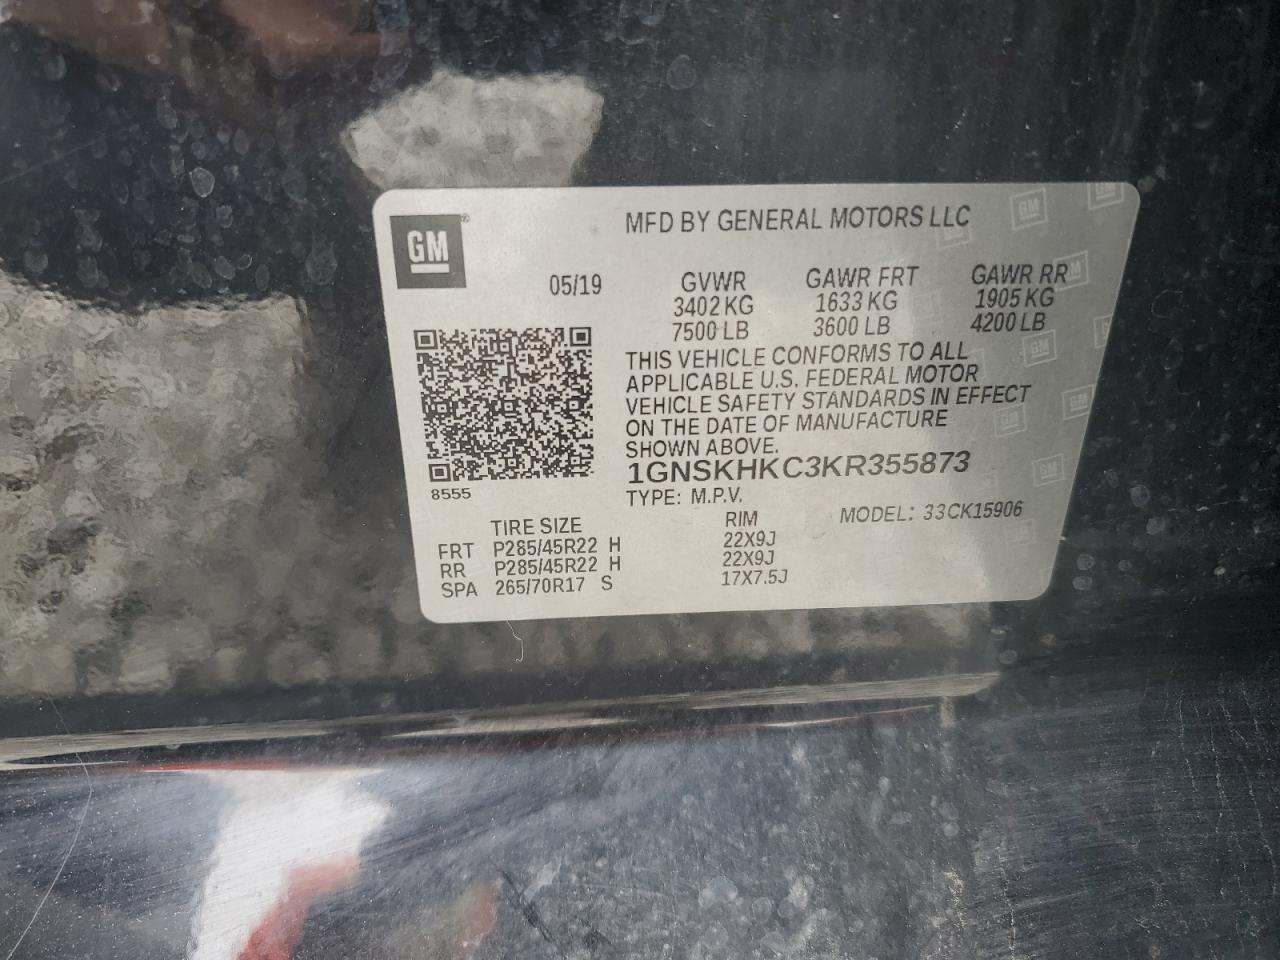 GM ®
MFD BY GENERAL MOTORS LLC
05/19 GVWR GAWR FRT GAWR RR
3402 KG 1633 KG 1905 KG
7500 LB 3600 LB 4200 LB
THIS VEHICLE CONFORMS TO ALL
APPLICABLE U.S. FEDERAL MOTOR
VEHICLE SAFETY STANDARDS IN EFFECT
ON THE DATE OF MANUFACTURE
SHOWN ABOVE.
1GNSKHKC3KR355873
8555
TYPE: M.P.V.
MODEL: 33CK15906
TIRE SIZE RIM
FRT P285/45R22 H 22X9J
RR P285/45R22 H 22X9J
SPA 265/70R17 S 17X7.5J